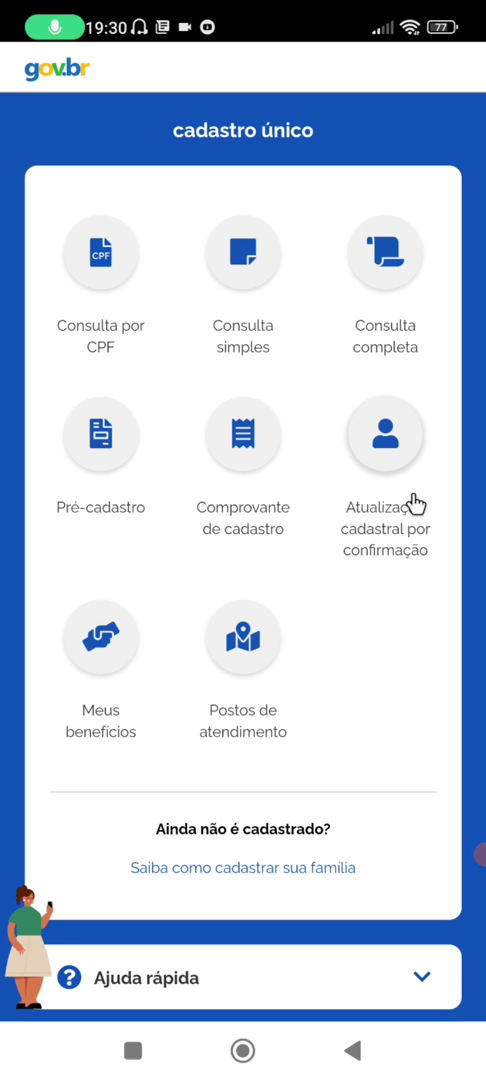 19:30
77
gov.br
cadastro único
CPF
Consulta por
CPF
Consulta
simples
Consulta
completa
Pré-cadastro
Comprovante
de cadastro
cadastral por
confirmação
Meus
benefícios
Postos de
atendimento
Ainda não é cadastrado?
Saiba como cadastrar sua família
? Ajuda rápida